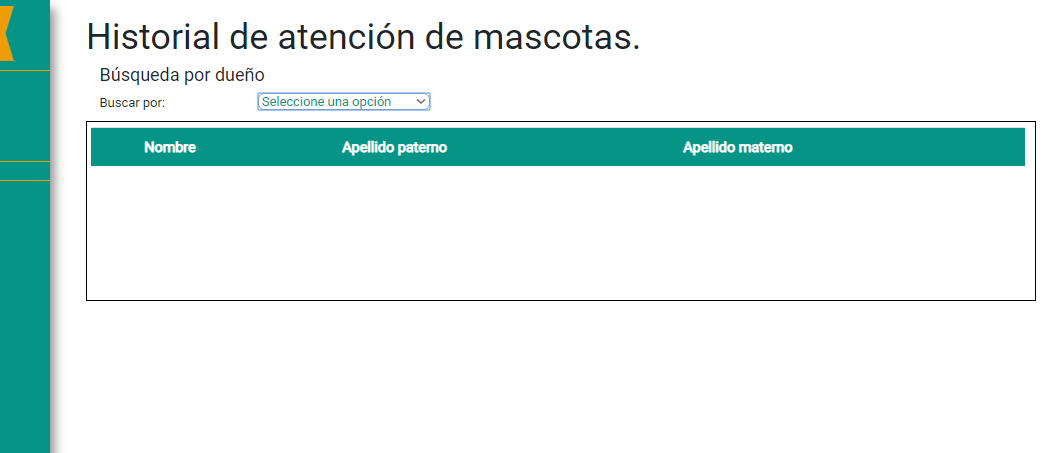 Historial de atención de mascotas.
Búsqueda por dueño
Buscar por: Seleccione una opción
Nombre Apellido paterno Apellido materno